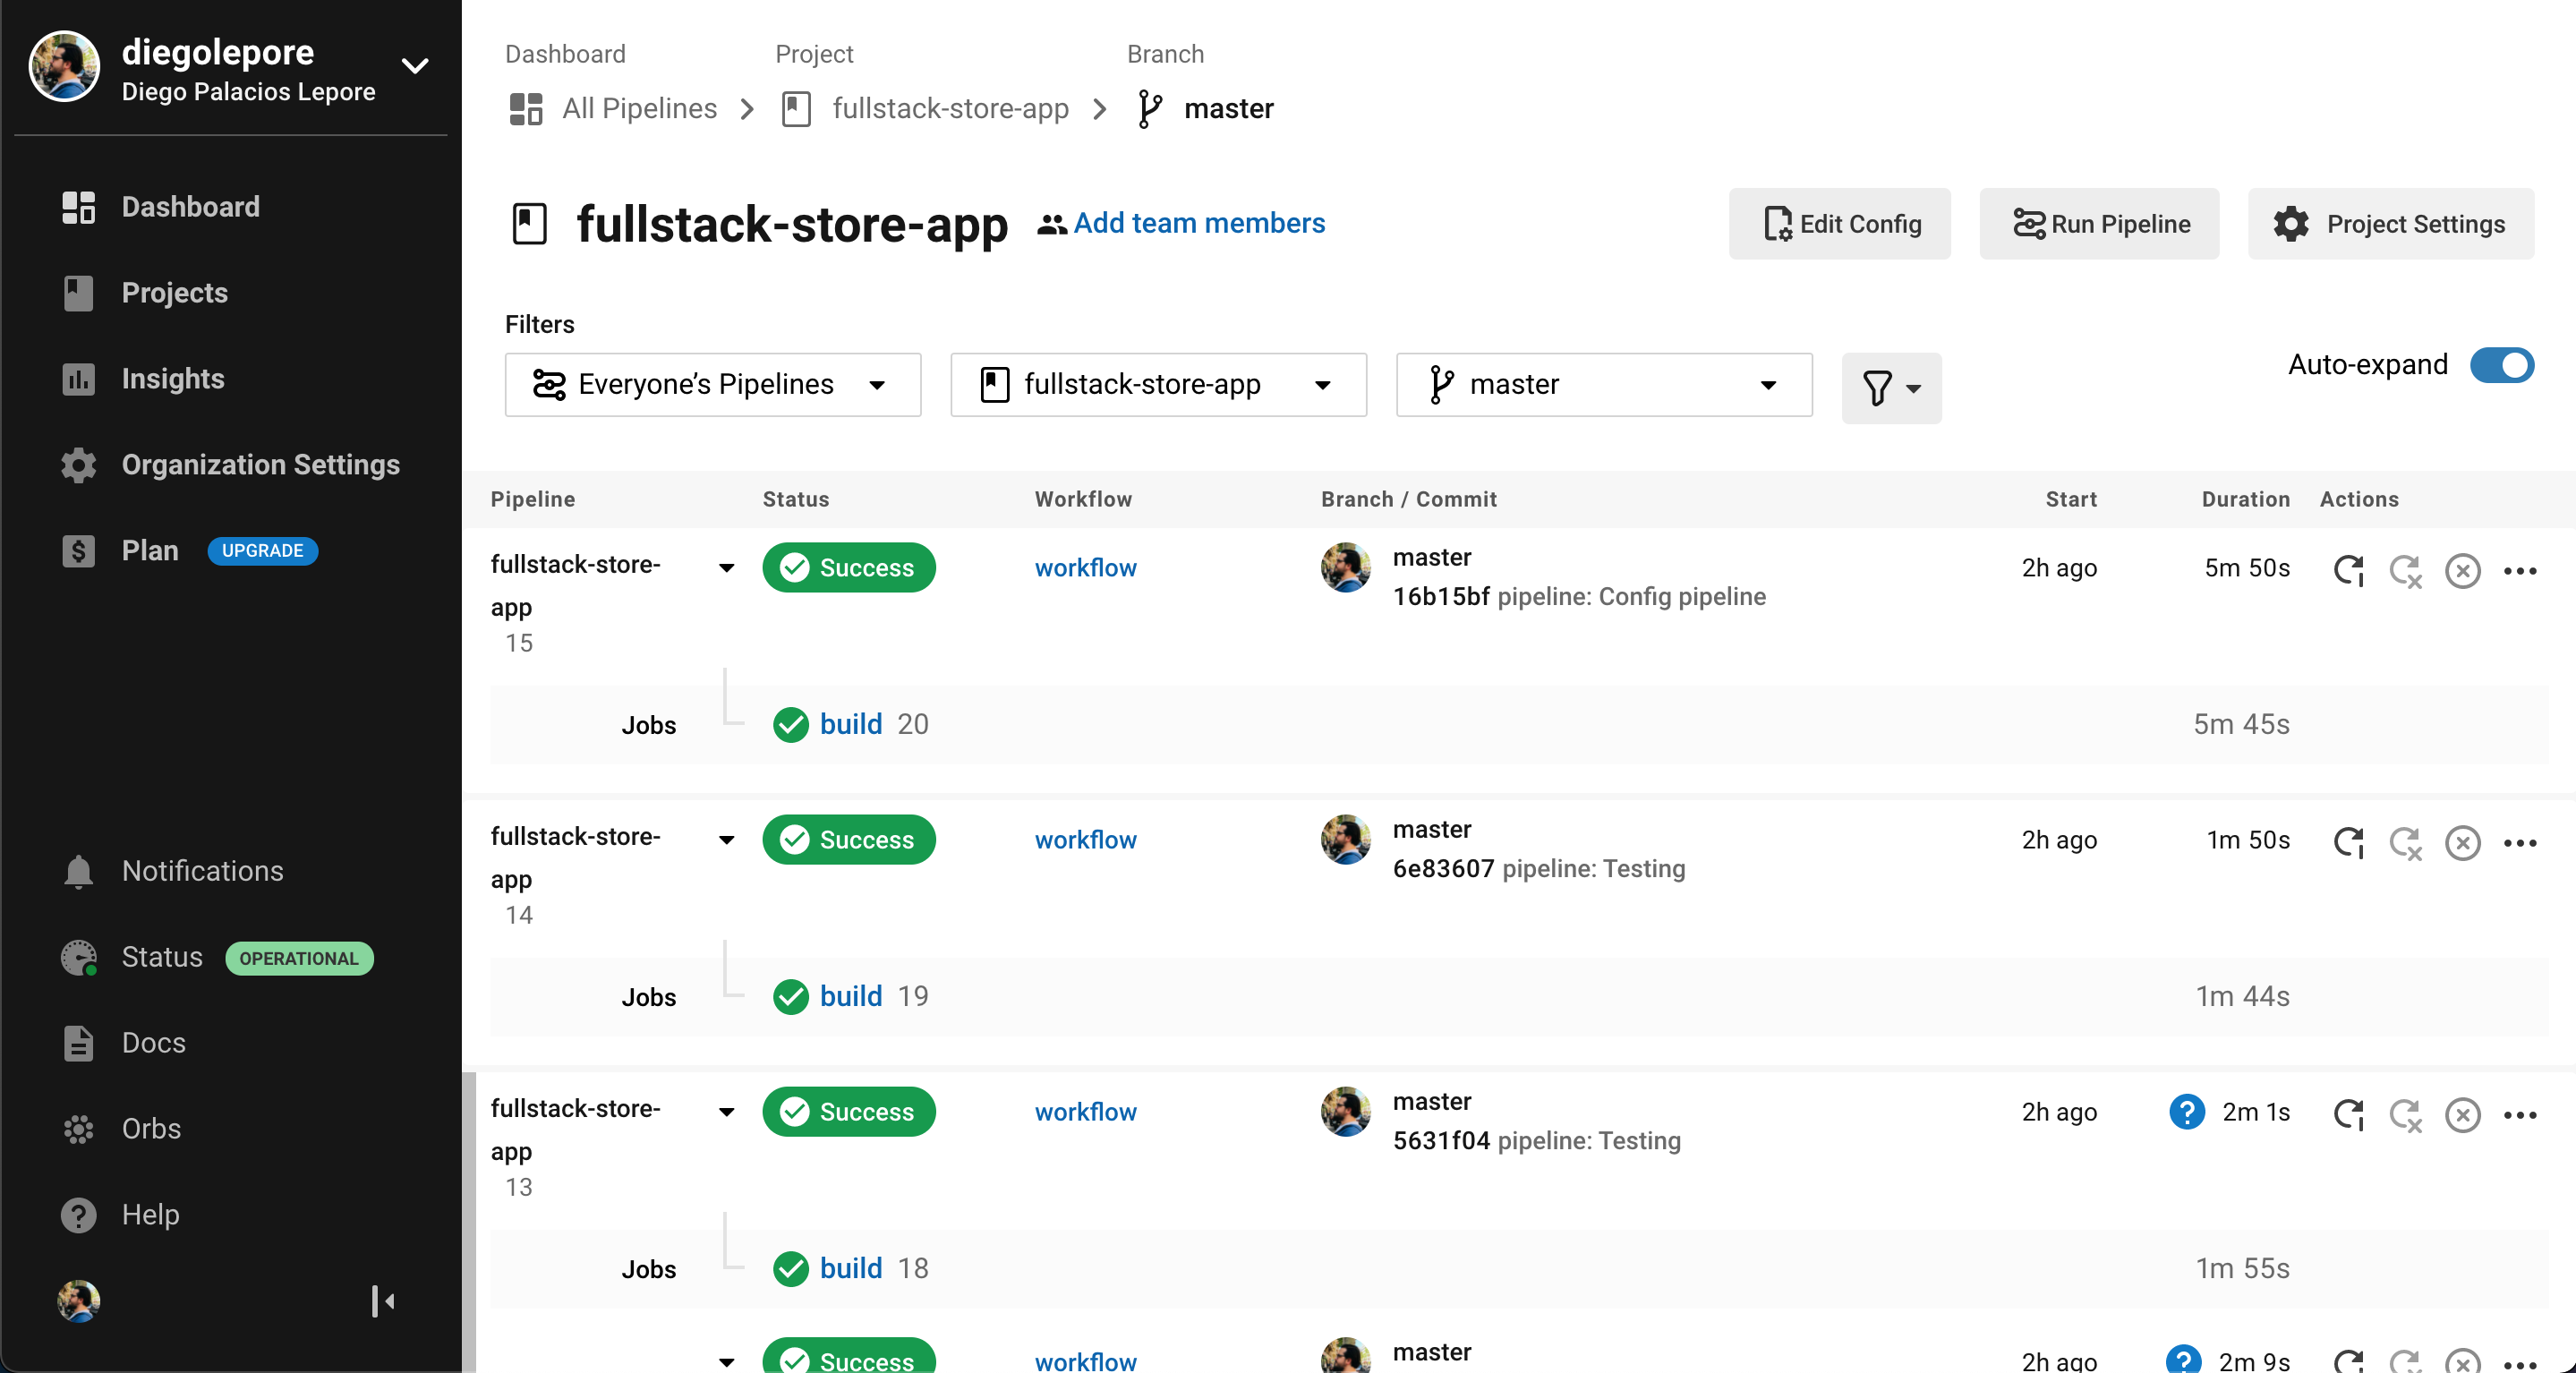 diegolepore
Diego Palacios Lepore
Dashboard
Projects
Insights
Organization Settings
Plan UPGRADE
Notifications
Status OPERATIONAL
Docs
Orbs
Help
Dashboard Project Branch
All Pipelines fullstack-store-app master
fullstack-store-app Add team members Edit Config Run Pipeline Project Settings
Filters
Everyone’s Pipelines fullstack-store-app master Auto-expand
Pipeline Status Workflow Branch / Commit Start Duration Actions
fullstack-store-
app
15
Success workflow master 2h ago 5m 50s
16b15bf pipeline: Config pipeline
Jobs build 20 5m 45s
fullstack-store-
app
14
Success workflow master 2h ago 1m 50s
6e83607 pipeline: Testing
Jobs build 19 1m 44s
fullstack-store-
app
13
Success workflow master 2h ago 2m 1s
5631f04 pipeline: Testing
Jobs build 18 1m 55s
Success workflow master 2h ago 2m 9s